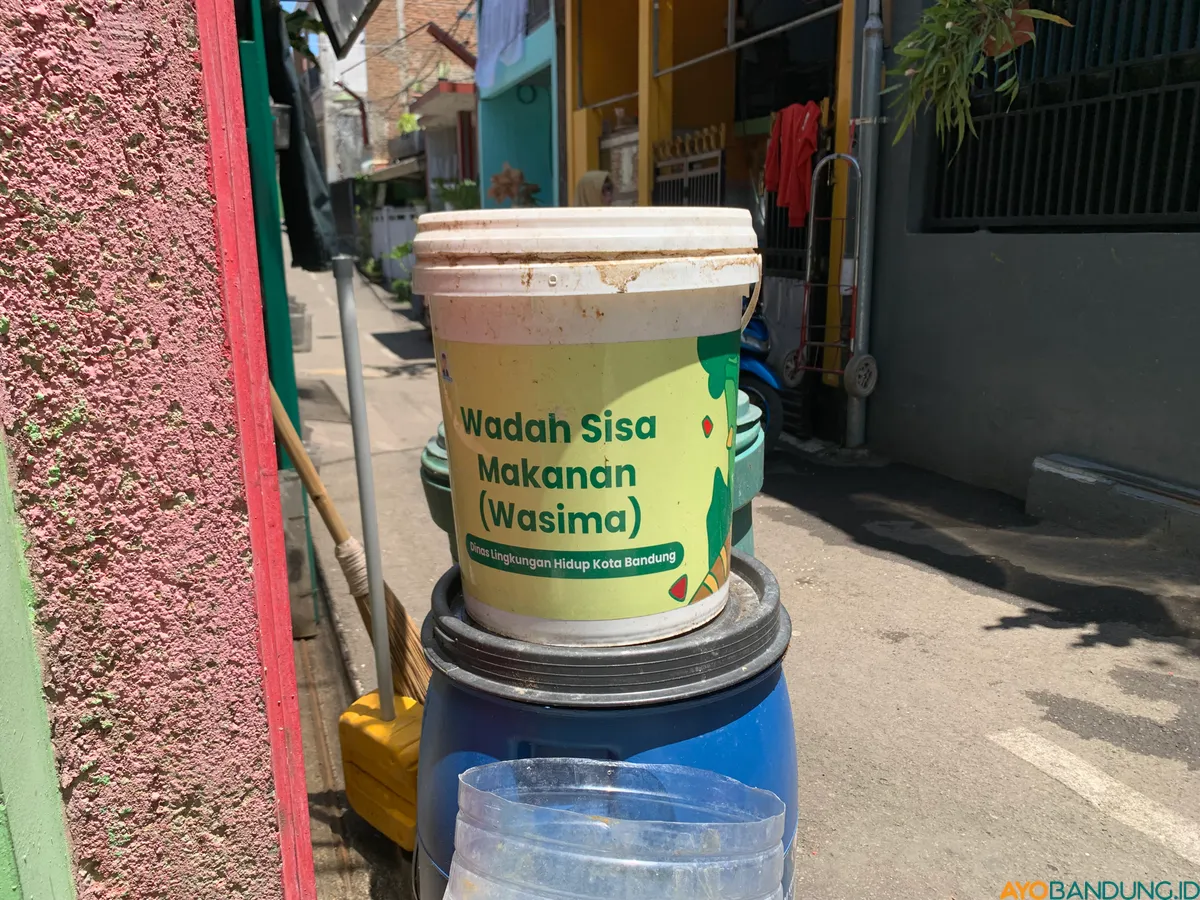 Wadah Sisa
Makanan
(Wasima)
Dinas Lingkungan Hidup Kota Bandung
AYOBANDUNG.ID